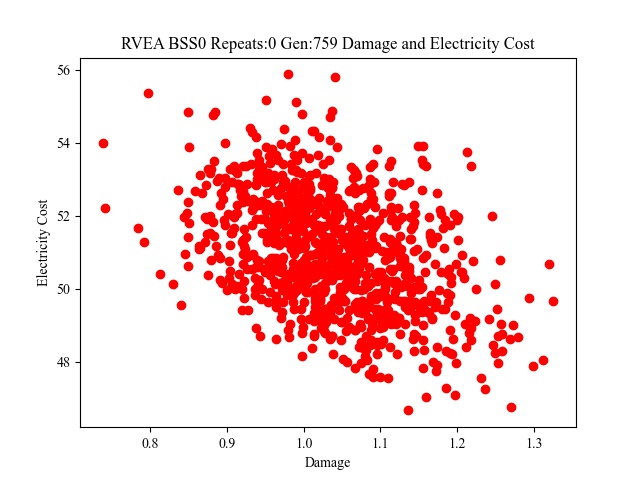 RVEA BSS0 Repeats:0 Gen:759 Damage and Electricity Cost
56
54
52
50
48
Electricity Cost
0.8 0.9 1.0 1.1 1.2 1.3
Damage